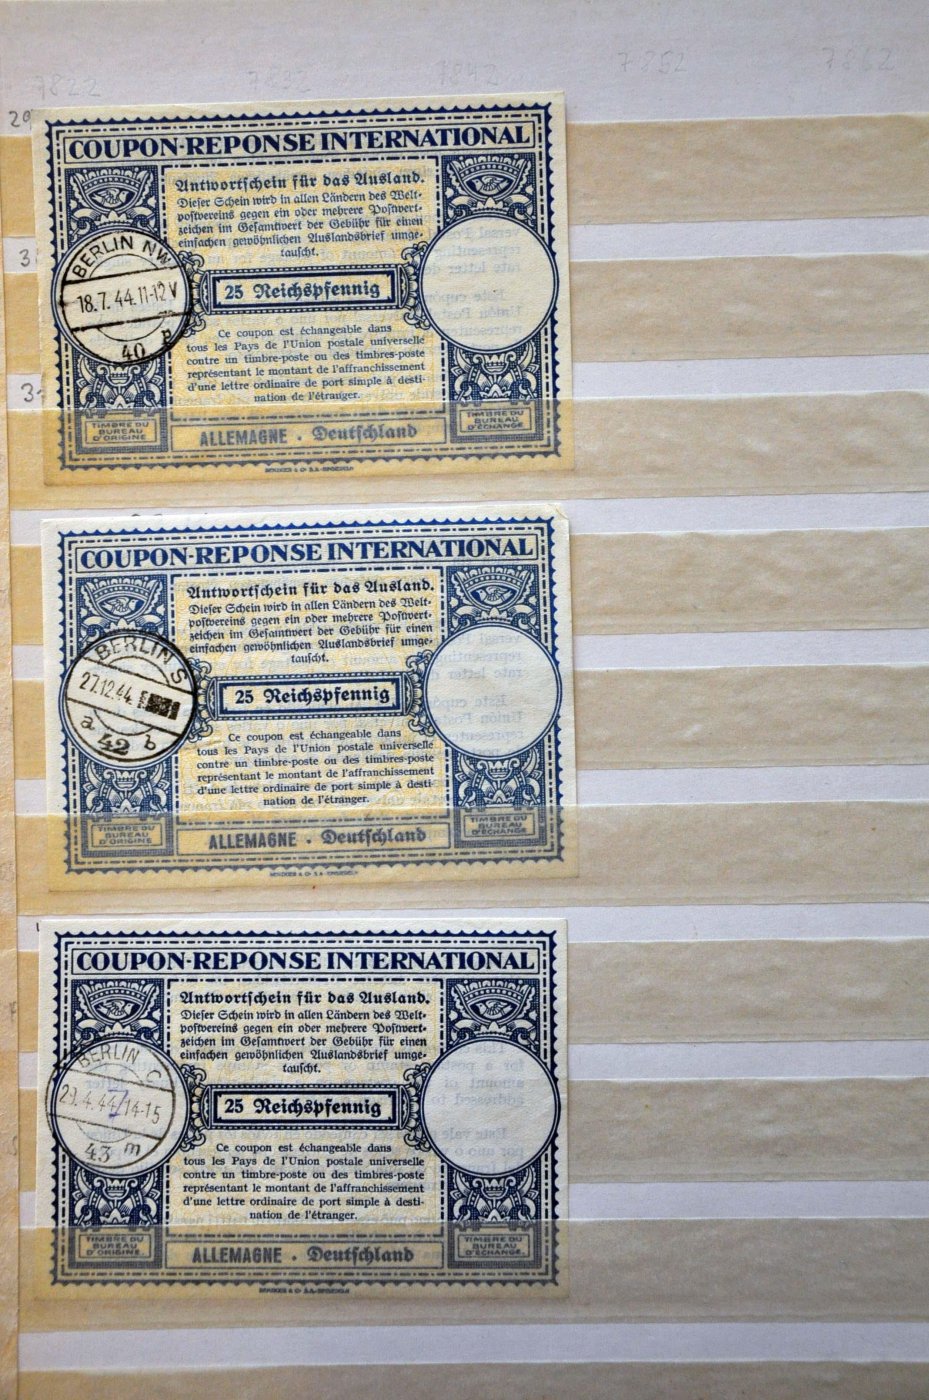 7822 7832 7842 7852 7862
29
COUPON-REPONSE INTERNATIONAL
Antwortschein für das Ausland.
Dieser Schein wird in allen Ländern des Welt-
postvereins gegen ein oder mehrere Postwert-
zeichen im Gesamtwert der Gebühr für einen
einfachen gewöhnlichen Auslandsbrief umge-
tauscht.
BERLIN NW
18.7.44.11-12 V
40
25 Reichspfennig
Ce coupon est échangeable dans
tous les Pays de l'Union postale universelle
contre un timbre-poste ou des timbres-poste
représentant le montant de l'affranchissement
d'une lettre ordinaire de port simple à desti-
nation de l'étranger.
TIMBRE DU
BUREAU
D'ORIGINE
ALLEMAGNE . Deutschland
TIMBRE DU
BUREAU
D'ÉCHANGE
COUPON-REPONSE INTERNATIONAL
Antwortschein für das Ausland.
Dieser Schein wird in allen Ländern des Welt-
postvereins gegen ein oder mehrere Postwert-
zeichen im Gesamtwert der Gebühr für einen
einfachen gewöhnlichen Auslandsbrief umge-
tauscht.
BERLIN S
27.12.44.
a 42 b
25 Reichspfennig
Ce coupon est échangeable dans
tous les Pays de l'Union postale universelle
contre un timbre-poste ou des timbres-poste
représentant le montant de l'affranchissement
d'une lettre ordinaire de port simple à desti-
nation de l'étranger.
TIMBRE DU
BUREAU
D'ORIGINE
ALLEMAGNE . Deutschland
TIMBRE DU
BUREAU
D'ÉCHANGE
COUPON-REPONSE INTERNATIONAL
Antwortschein für das Ausland.
Dieser Schein wird in allen Ländern des Welt-
postvereins gegen ein oder mehrere Postwert-
zeichen im Gesamtwert der Gebühr für einen
einfachen gewöhnlichen Auslandsbrief umge-
tauscht.
BERLIN C
14-15
43 m
25 Reichspfennig
Ce coupon est échangeable dans
tous les Pays de l'Union postale universelle
contre un timbre-poste ou des timbres-poste
représentant le montant de l'affranchissement
d'une lettre ordinaire de port simple à desti-
nation de l'étranger.
TIMBRE DU
BUREAU
D'ORIGINE
ALLEMAGNE . Deutschland
TIMBRE DU
BUREAU
D'ÉCHANGE